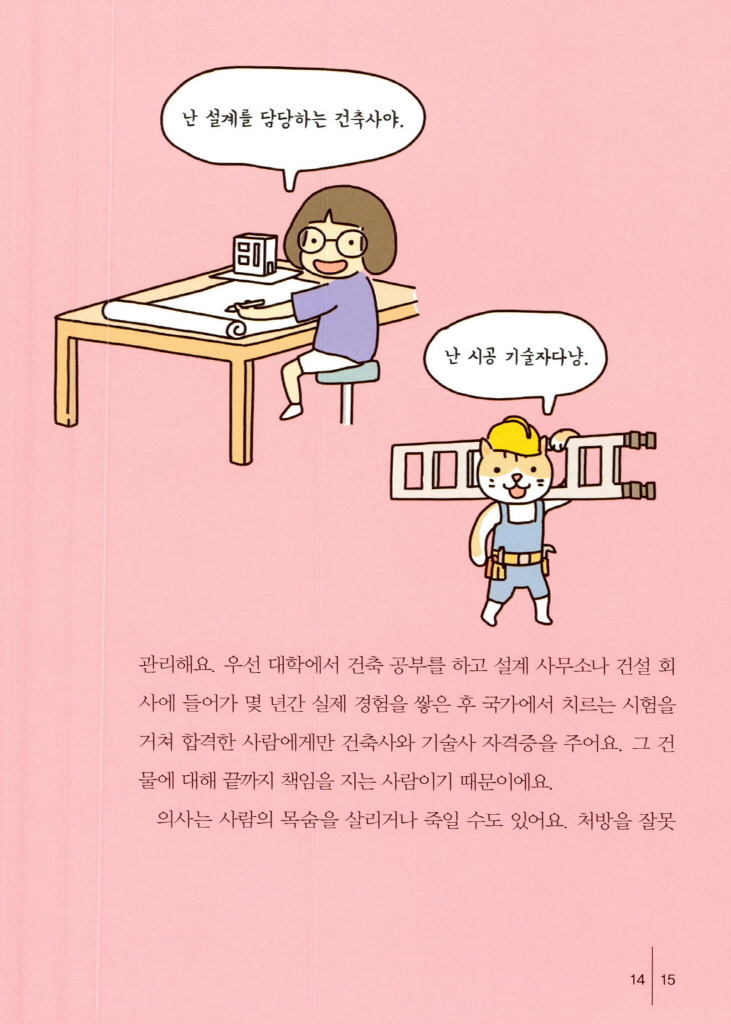 난 설계를 담당하는 건축사야.
난 시공 기술자다냥.
관리해요. 우선 대학에서 건축 공부를 하고 설계 사무소나 건설 회
사에 들어가 몇 년간 실제 경험을 쌓은 후 국가에서 치르는 시험을
거쳐 합격한 사람에게만 건축사와 기술사 자격증을 주어요. 그 건
물에 대해 끝까지 책임을 지는 사람이기 때문이에요.
의사는 사람의 목숨을 살리거나 죽일 수도 있어요. 처방을 잘못
14 15